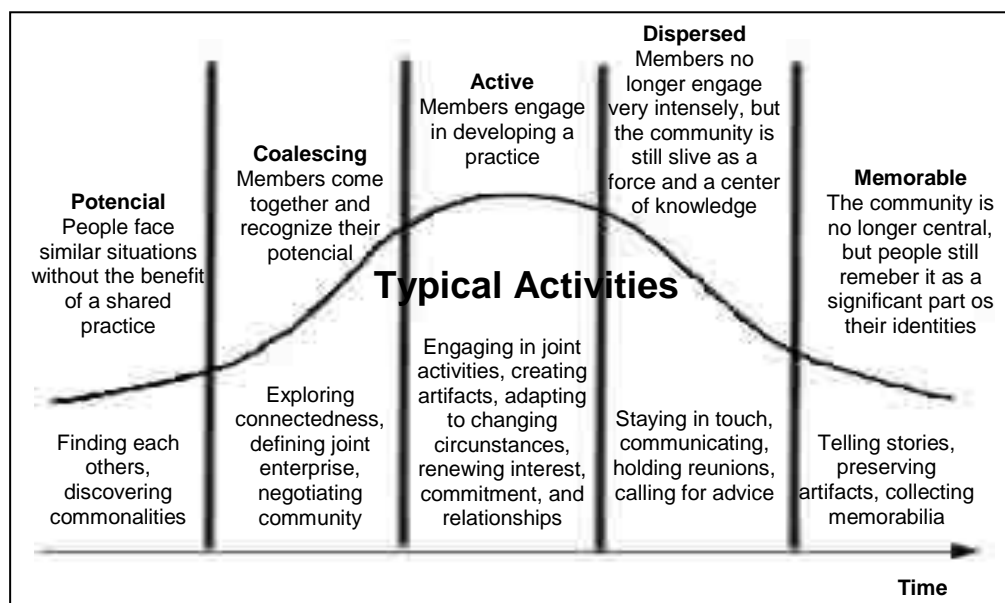 Potencial
People face
similar situations
without the benefit
of a shared
practice
Coalescing
Members come
together and
recognize their
potencial
Active
Members engage
in developing a
practice
Dispersed
Members no
longer engage
very intensely, but
the community is
still slive as a
force and a center
of knowledge
Memorable
The community is
no longer central,
but people still
remeber it as a
significant part os
their identities
Typical Activities
Finding each
others,
discovering
commonalities
Exploring
connectedness,
defining joint
enterprise,
negotiating
community
Engaging in joint
activities, creating
artifacts, adapting
to changing
circunstances,
renewing interest,
commitment, and
relationships
Staying in touch,
communicating,
holding reunions,
calling for advice
Telling stories,
preserving
artifacts, collecting
memorabilia
Time